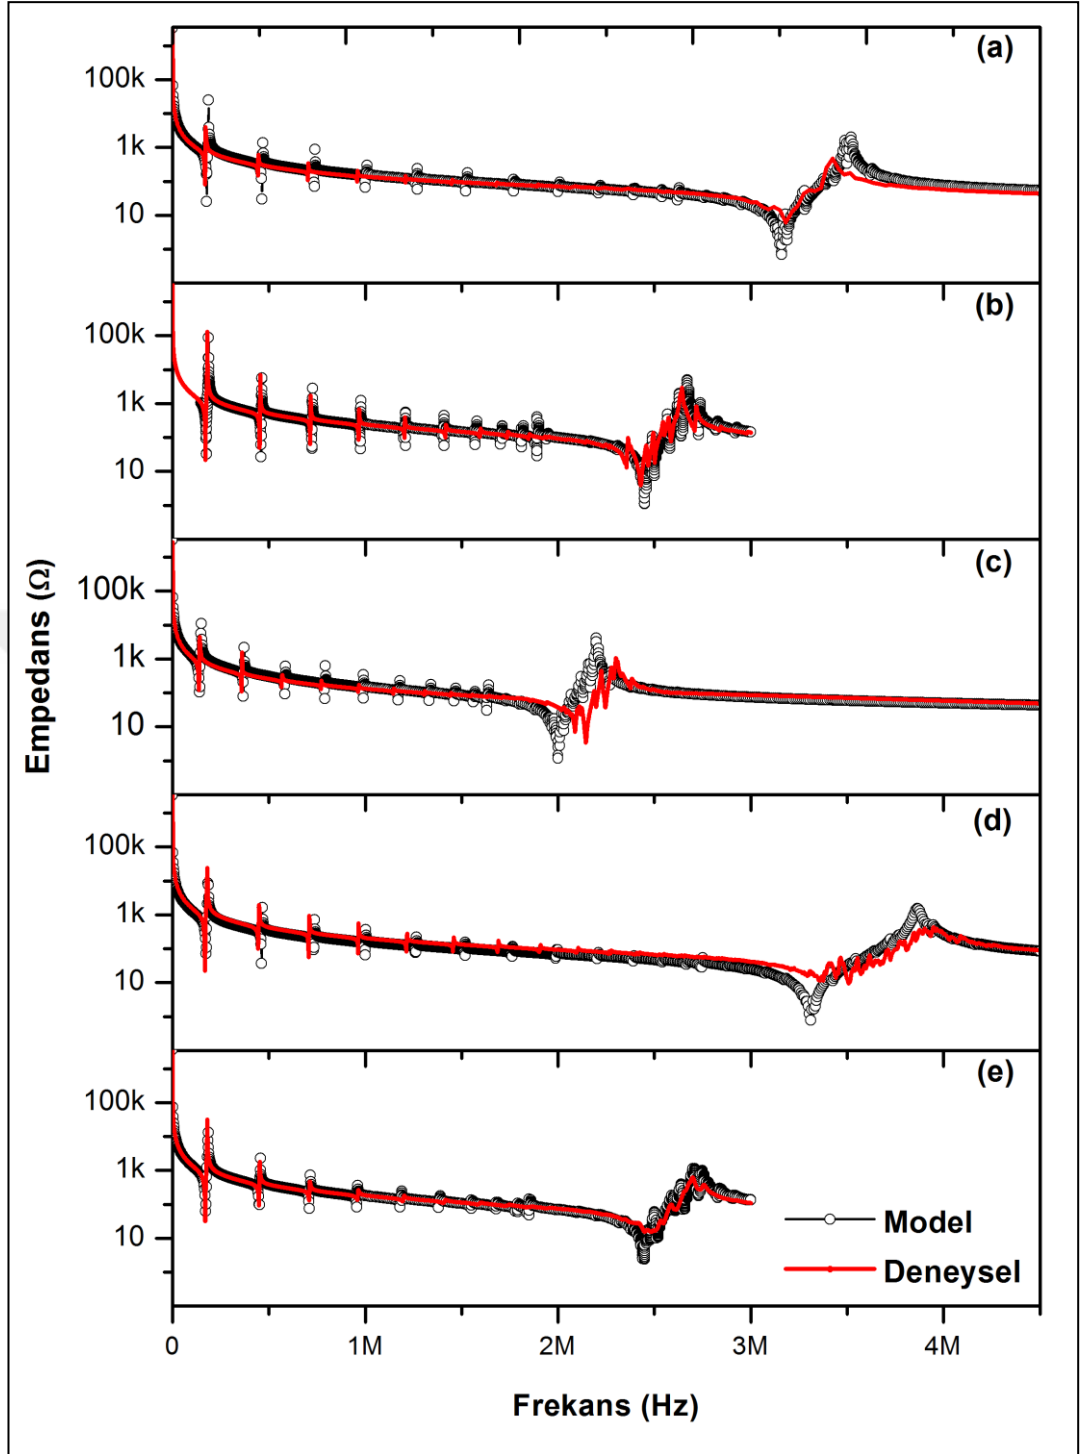 (a)
100k
1k
10
(b)
100k
1k
10
(c)
100k
1k
10
(d)
100k
1k
10
(e)
100k
1k
10
Empedans (Ω)
Model
Deneysel
0 1M 2M 3M 4M
Frekans (Hz)